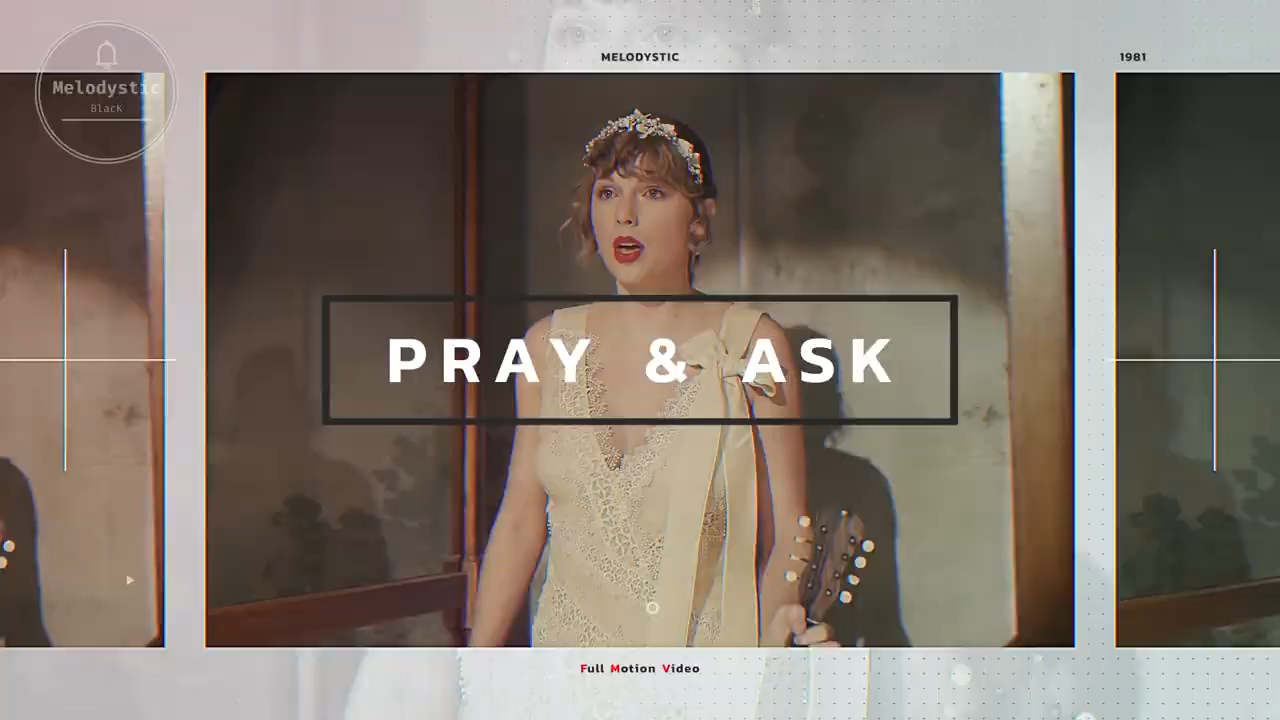 MELODYSTIC
1981
Melodystic
Black
PRAY & ASK
Full Motion Video